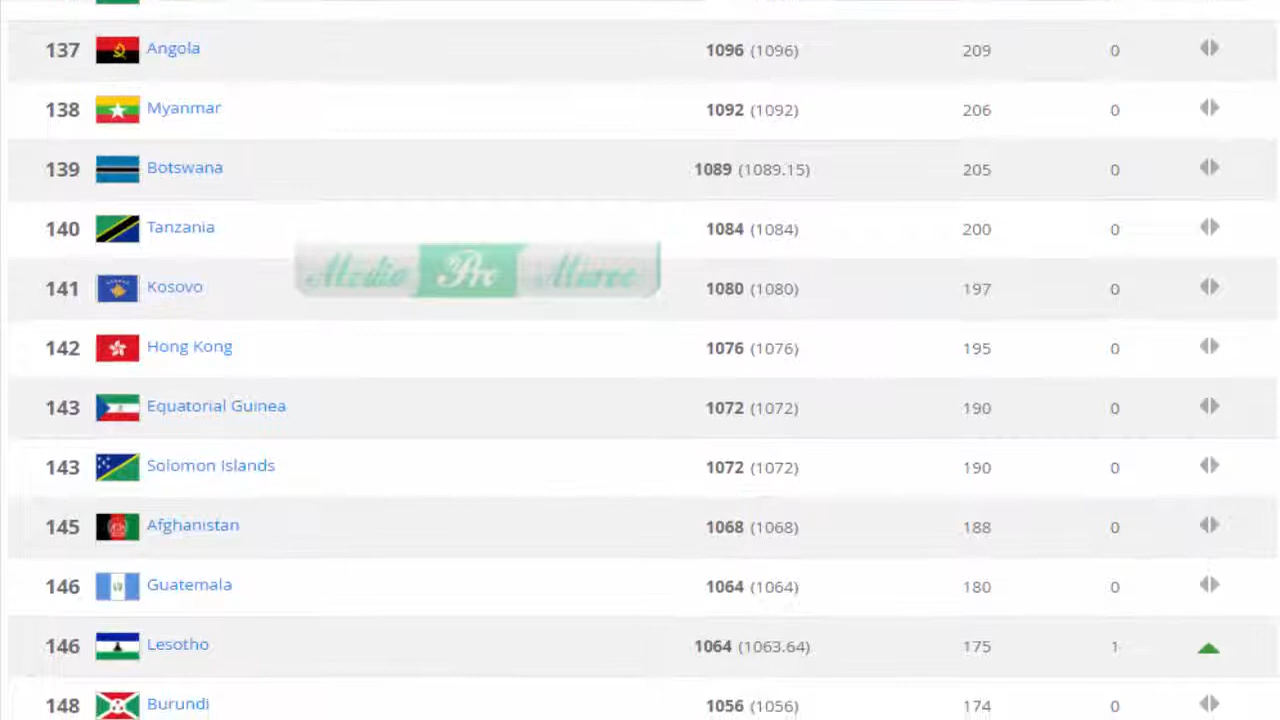 137 Angola 1096 (1096) 209 0
138 Myanmar 1092 (1092) 206 0
139 Botswana 1089 (1089.15) 205 0
140 Tanzania 1084 (1084) 200 0
Media Pro Maroc
141 Kosovo 1080 (1080) 197 0
142 Hong Kong 1076 (1076) 195 0
143 Equatorial Guinea 1072 (1072) 190 0
143 Solomon Islands 1072 (1072) 190 0
145 Afghanistan 1068 (1068) 188 0
146 Guatemala 1064 (1064) 180 0
146 Lesotho 1064 (1063.64) 175 1
148 Burundi 1056 (1056) 174 0